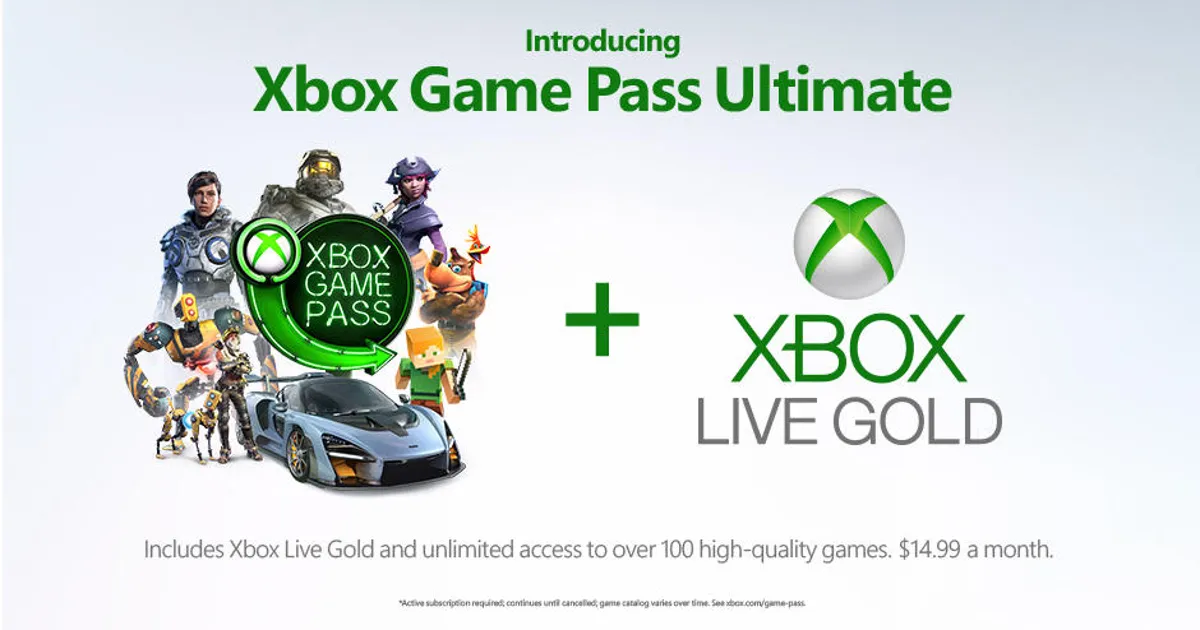 Introducing
Xbox Game Pass Ultimate
XBOX
GAME
PASS
+
XBOX
LIVE GOLD
Includes Xbox Live Gold and unlimited access to over 100 high-quality games. $14.99 a month.
*Active subscription required; continues until cancelled; game catalog varies over time. See xbox.com/game-pass.